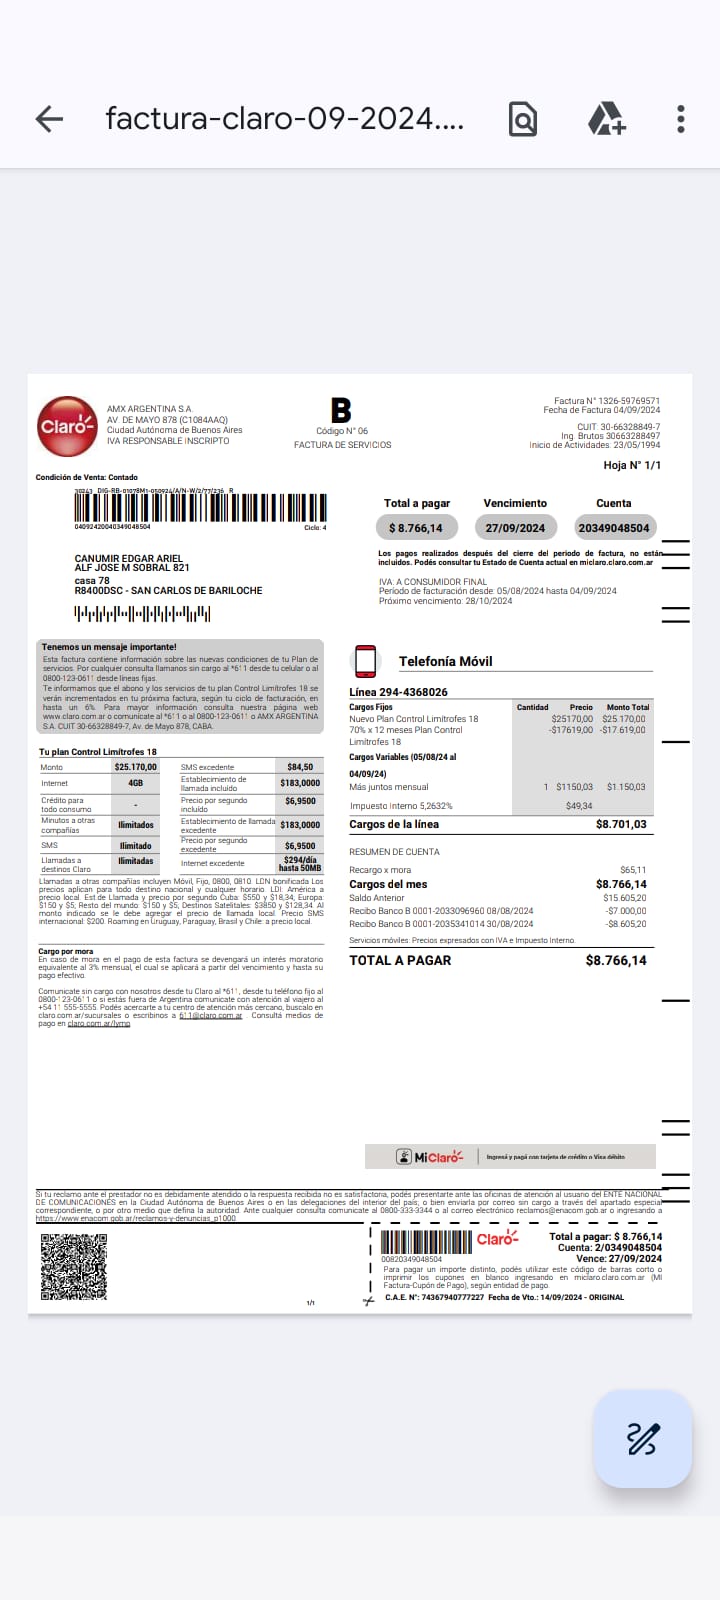 factura-claro-09-2024....
Claro
AMX ARGENTINA S.A.
AV. DE MAYO 878 (C1084AAQ)
Ciudad Autónoma de Buenos Aires
IVA RESPONSABLE INSCRIPTO
B
Código N° 06
FACTURA DE SERVICIOS
Factura N° 1326-59769571
Fecha de Factura 04/09/2024
CUIT: 30-66328849-7
Ing. Brutos 30663288497
Inicio de Actividades: 23/05/1994
Hoja N° 1/1
Condición de Venta: Contado
04092420040349048504
Ciclo: 4
Total a pagar Vencimiento Cuenta
$ 8.766,14 27/09/2024 20349048504
Los pagos realizados después del cierre del periodo de factura, no están
incluidos. Podés consultar tu Estado de Cuenta actual en miclaro.claro.com.ar
CANUMIR EDGAR ARIEL
ALF JOSE M SOBRAL 821
casa 78
R8400DSC - SAN CARLOS DE BARILOCHE
IVA: A CONSUMIDOR FINAL
Período de facturación desde: 05/08/2024 hasta 04/09/2024
Próximo vencimiento: 28/10/2024
Tenemos un mensaje importante!
Esta factura contiene información sobre las nuevas condiciones de tu Plan de
servicios. Por cualquier consulta llamanos sin cargo al *611 desde tu celular o al
0800-123-0611 desde líneas fijas.
Te informamos que el abono y los servicios de tu plan Control Limítrofes 18 se
verán incrementados en tu próxima factura, según tu ciclo de facturación, en
hasta un 6%. Para mayor información consulta nuestra página web
www.claro.com.ar o comunicate al *611 o al 0800-123-0611 o AMX ARGENTINA
S.A. CUIT 30-66328849-7, Av. de Mayo 878, CABA.
Tu plan Control Limítrofes 18
Monto $25.170,00 SMS excedente $84,50
Internet 4GB Establecimiento de llamada incluído $183,0000
Crédito para todo consumo - Precio por segundo incluído $6,9500
Minutos a otras compañías Ilimitados Establecimiento de llamada excedente $183,0000
SMS Ilimitado Precio por segundo excedente $6,9500
Llamadas a destinos Claro Ilimitadas Internet excedente $294/día hasta 50MB
Llamadas a otras compañías incluyen Móvil, Fijo, 0800, 0810. LDN bonificada Los
precios aplican para todo destino nacional y cualquier horario. LDI: América a
precio local. Est.de Llamada y precio por segundo Cuba: $550 y $18,34; Europa:
$150 y $5; Resto del mundo: $150 y $5; Destinos Satelitales: $3850 y $128,34. Al
monto indicado se le debe agregar el precio de llamada local. Precio SMS
internacional: $200. Roaming en Uruguay, Paraguay, Brasil y Chile: a precio local.
Cargo por mora
En caso de mora en el pago de esta factura se devengará un interés moratorio
equivalente al 3% mensual, el cual se aplicará a partir del vencimiento y hasta su
pago efectivo.
Comunicate sin cargo con nosotros desde tu Claro al *611, desde tu teléfono fijo al
0800-123-0611 o si estás fuera de Argentina comunicate con atención al viajero al
+54 11 555-5555. Podés acercarte a tu centro de atención más cercano, buscalo en
claro.com.ar/sucursales o escribinos a 611@claro.com.ar . Consultá medios de
pago en claro.com.ar/lymp
Telefonía Móvil
Línea 294-4368026
Cargos Fijos Cantidad Precio Monto Total
Nuevo Plan Control Limítrofes 18 $25170,00 $25.170,00
70% x 12 meses Plan Control -$17619,00 -$17.619,00
Limítrofes 18
Cargos Variables (05/08/24 al
04/09/24)
Más juntos mensual 1 $1150,03 $1.150,03
Impuesto Interno 5,2632% $49,34
Cargos de la línea $8.701,03
RESUMEN DE CUENTA
Recargo x mora $65,11
Cargos del mes $8.766,14
Saldo Anterior $15.605,20
Recibo Banco B 0001-2033096960 08/08/2024 -$7.000,00
Recibo Banco B 0001-2035341014 30/08/2024 -$8.605,20
Servicios móviles: Precios expresados con IVA e Impuesto Interno.
TOTAL A PAGAR $8.766,14
MiClaro
Ingresá y pagá con tarjeta de crédito o Visa débito
Si tu reclamo ante el prestador no es debidamente atendido o la respuesta recibida no es satisfactoria, podés presentarte ante las oficinas de atención al usuario del ENTE NACIONAL
DE COMUNICACIONES en la Ciudad Autónoma de Buenos Aires o en las delegaciones del interior del país; o bien enviarla por correo sin cargo a través del apartado especial
correspondiente, o por otro medio que defina la autoridad. Ante cualquier consulta comunicate al 0800-333-3344 o al correo electrónico reclamos@enacom.gob.ar o ingresando a
https://www.enacom.gob.ar/reclamos-y-denuncias_p1000
00820349048504
Claro
Total a pagar: $ 8.766,14
Cuenta: 2/0349048504
Vence: 27/09/2024
Para pagar un importe distinto, podés utilizar este código de barras corto o
imprimir los cupones en blanco ingresando en miclaro.claro.com.ar (MI
Factura-Cupón de Pago), según entidad de pago.
C.A.E. N°: 74367940777227 Fecha de Vto.: 14/09/2024 - ORIGINAL
1/1